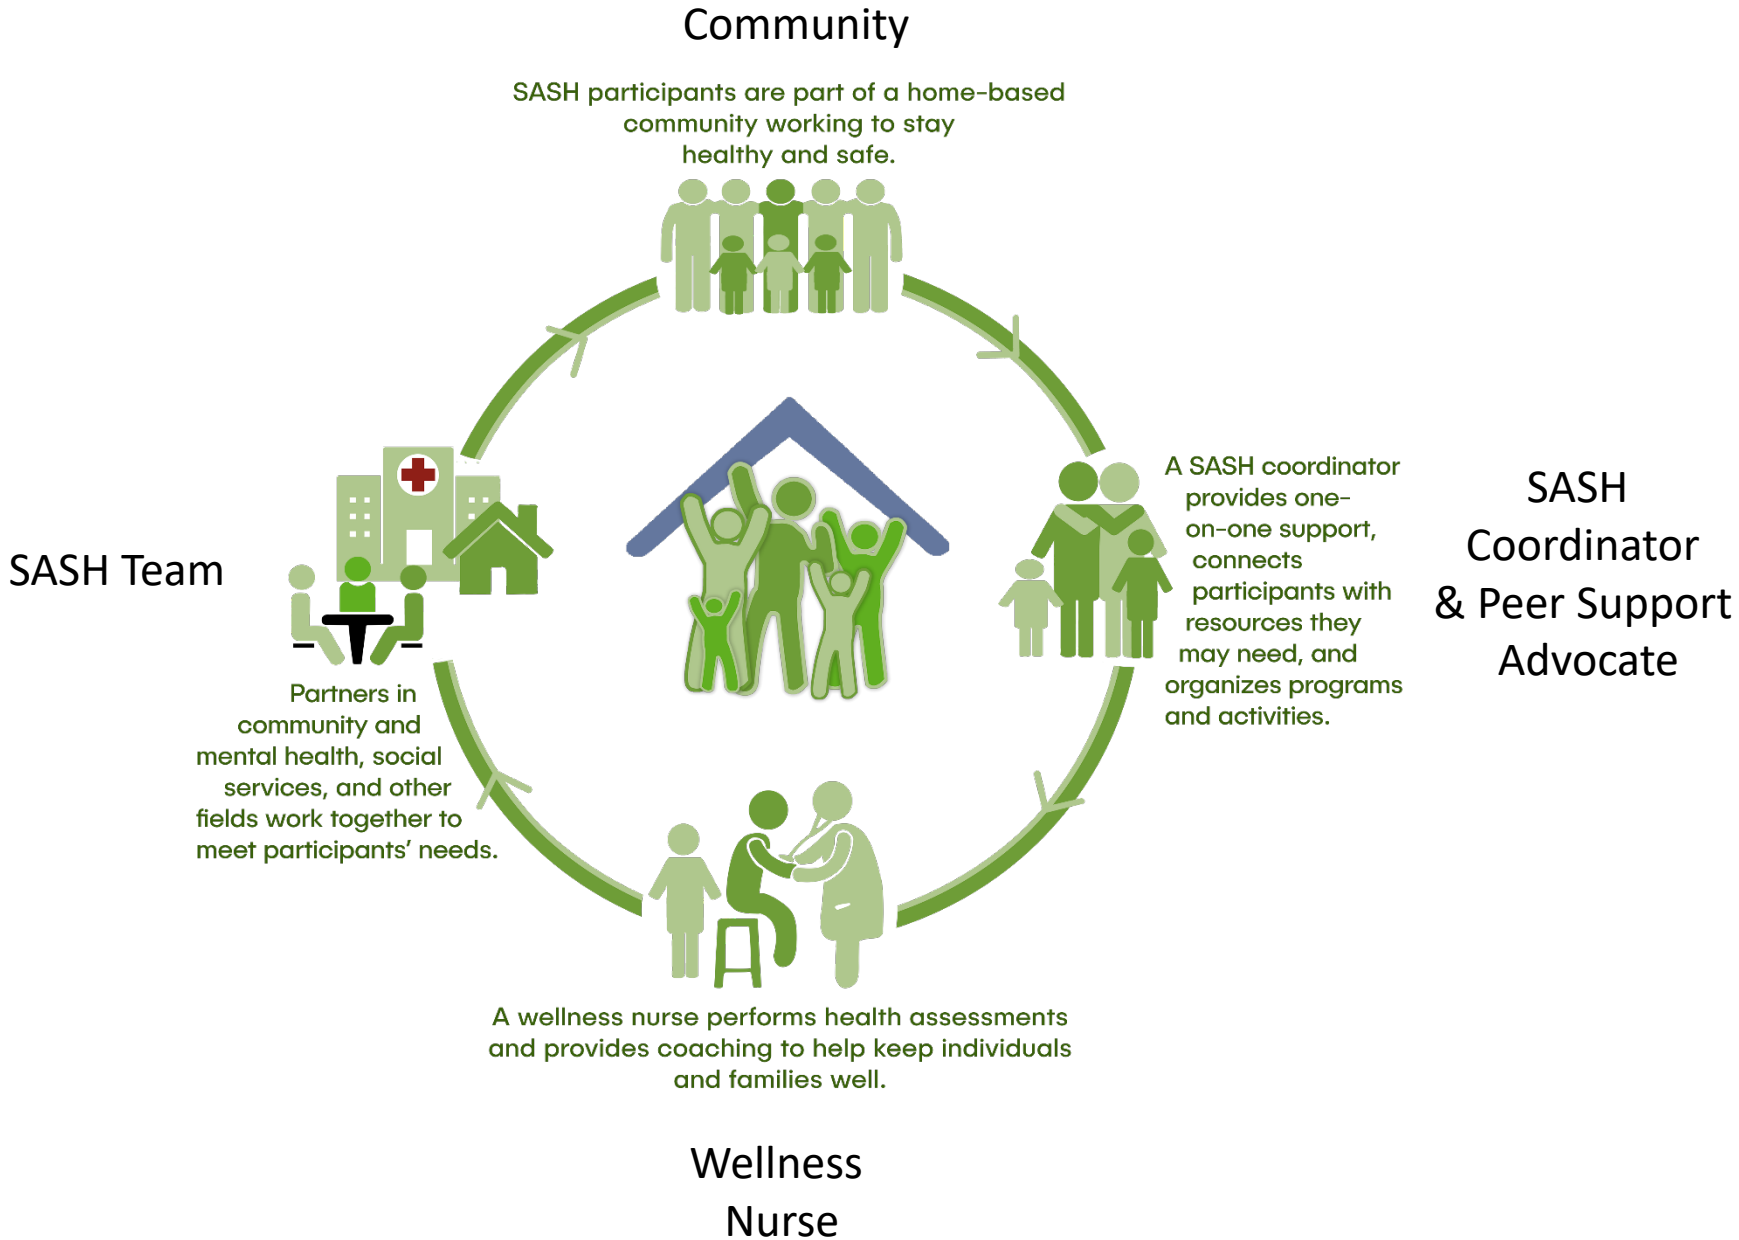 Community
SASH participants are part of a home-based
community working to stay
healthy and safe.
A SASH coordinator
provides one-
on-one support,
connects
participants with
resources they
may need, and
organizes programs
and activities.
SASH
Coordinator
& Peer Support
Advocate
SASH Team
Partners in
community and
mental health, social
services, and other
fields work together to
meet participants’ needs.
A wellness nurse performs health assessments
and provides coaching to help keep individuals
and families well.
Wellness
Nurse